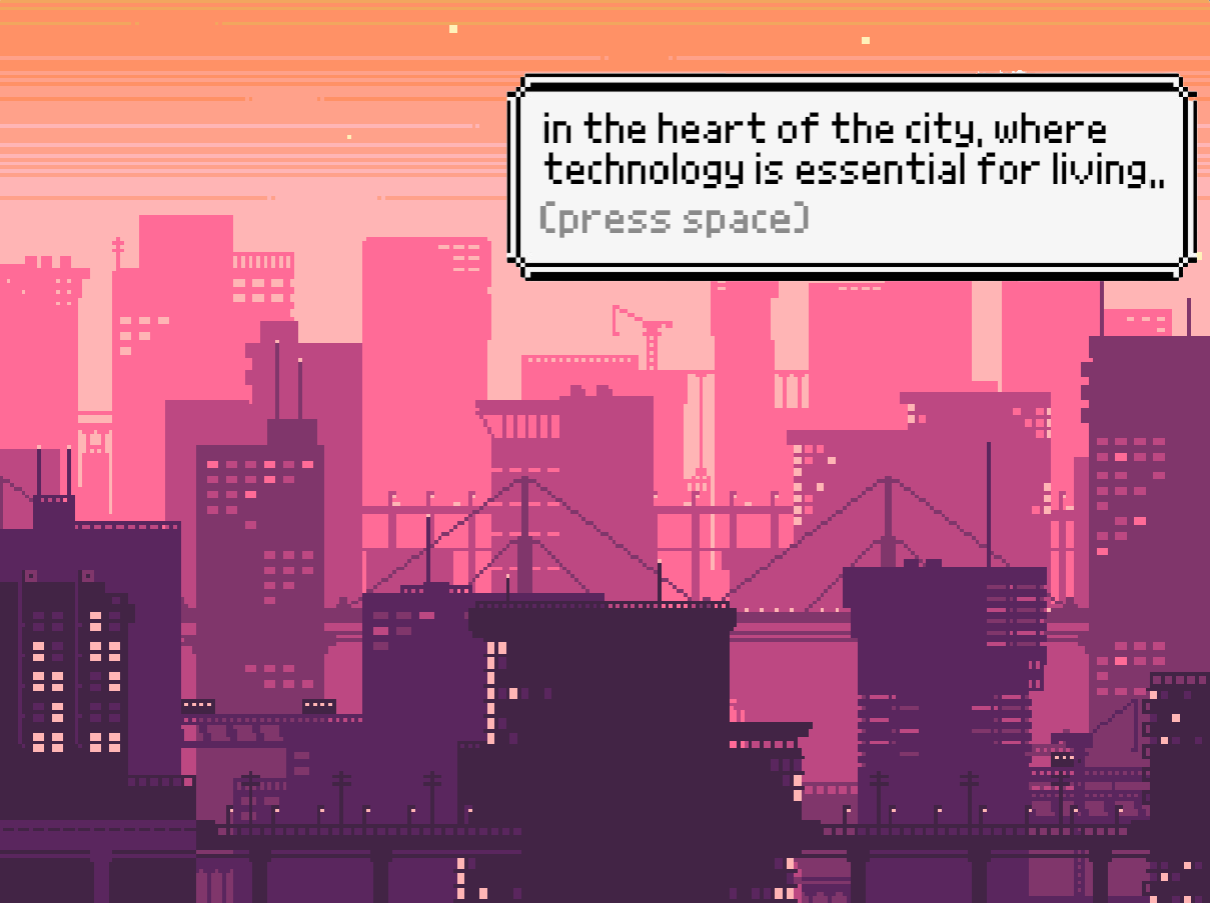 in the heart of the city, where
technology is essential for living,,
(press space)